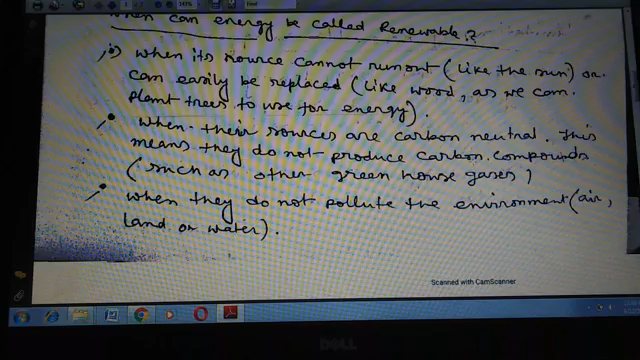 When can energy be called Renewable?
when its source cannot runout (like the sun) or
can easily be replaced (like wood, as we can
plant trees to use for energy).
when their sources are carbon neutral. This
means they do not produce carbon compounds
(such as other green house gases)
when they do not pollute the environment (air,
land or water).
Scanned with CamScanner
DELL